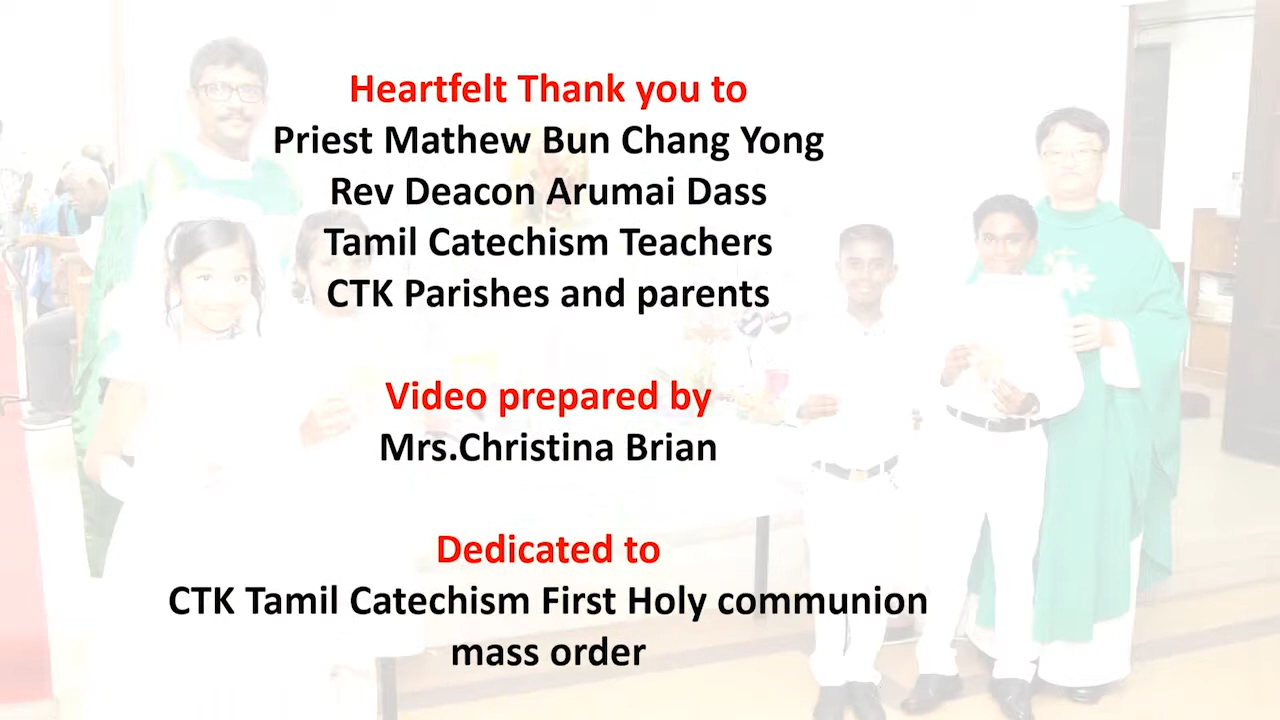 Heartfelt Thank you to
Priest Mathew Bun Chang Yong
Rev Deacon Arumai Dass
Tamil Catechism Teachers
CTK Parishes and parents
Video prepared by
Mrs.Christina Brian
Dedicated to
CTK Tamil Catechism First Holy communion
mass order